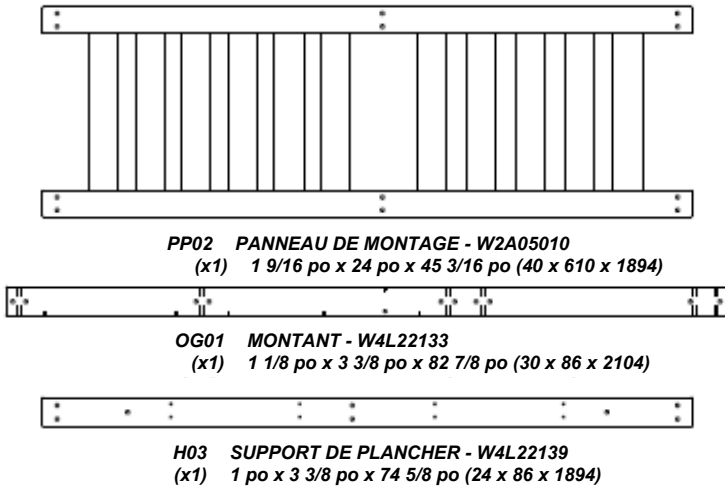 PP02 PANNEAU DE MONTAGE - W2A05010
(x1) 1 9/16 po x 24 po x 45 3/16 po (40 x 610 x 1894)
OG01 MONTANT - W4L22133
(x1) 1 1/8 po x 3 3/8 po x 82 7/8 po (30 x 86 x 2104)
H03 SUPPORT DE PLANCHER - W4L22139
(x1) 1 po x 3 3/8 po x 74 5/8 po (24 x 86 x 1894)